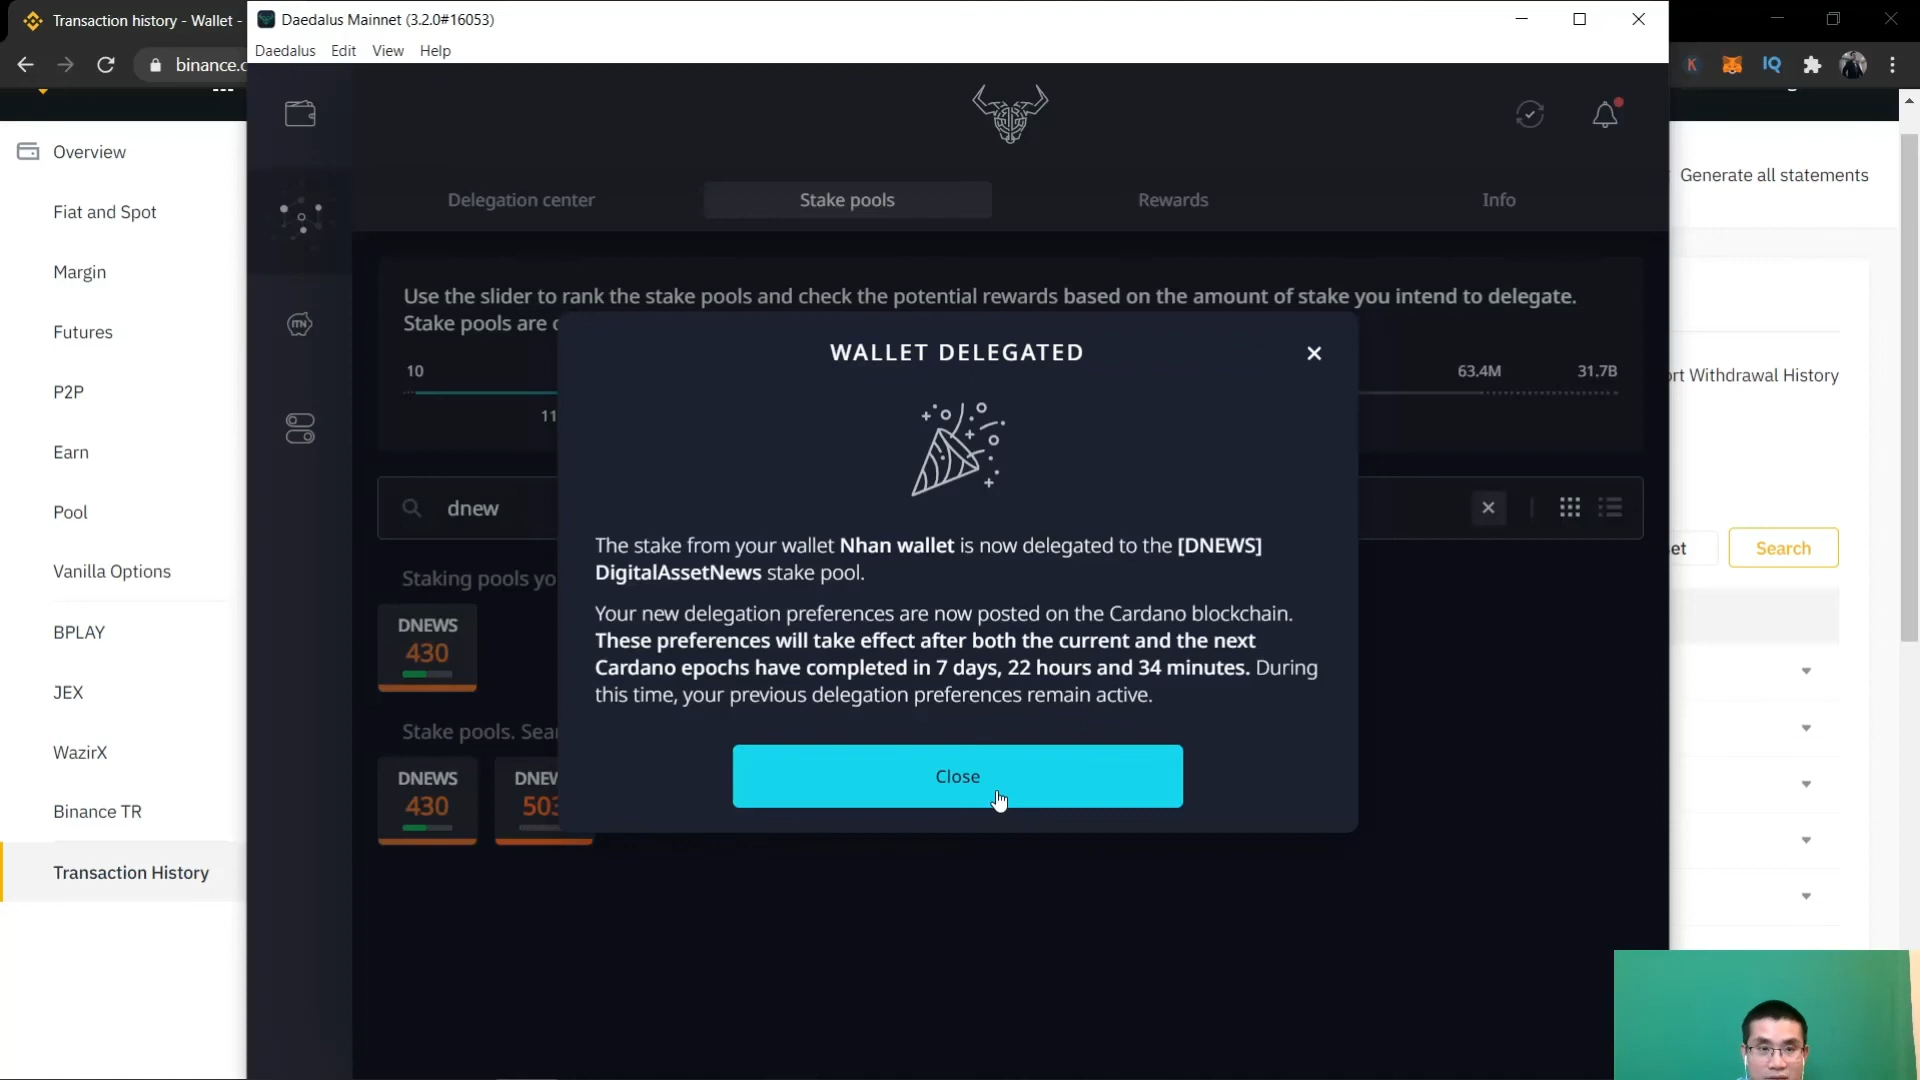 Transaction history - Wallet -
Daedalus Mainnet (3.2.0#16053)
Daedalus Edit View Help
binance.c
K
IQ
Overview
Fiat and Spot
Margin
Futures
P2P
Earn
Pool
Vanilla Options
BPLAY
JEX
WazirX
Binance TR
Transaction History
ITN
Delegation center
Stake pools
Rewards
Info
Use the slider to rank the stake pools and check the potential rewards based on the amount of stake you intend to delegate.
Stake pools are
10
63.4M
31.7B
11
dnew
Staking pools yo
DNEWS
430
Stake pools. Sear
DNEWS
430
DNEW
503
WALLET DELEGATED
The stake from your wallet Nhan wallet is now delegated to the [DNEWS]
DigitalAssetNews stake pool.
Your new delegation preferences are now posted on the Cardano blockchain.
These preferences will take effect after both the current and the next
Cardano epochs have completed in 7 days, 22 hours and 34 minutes. During
this time, your previous delegation preferences remain active.
Close
Generate all statements
ort Withdrawal History
et
Search